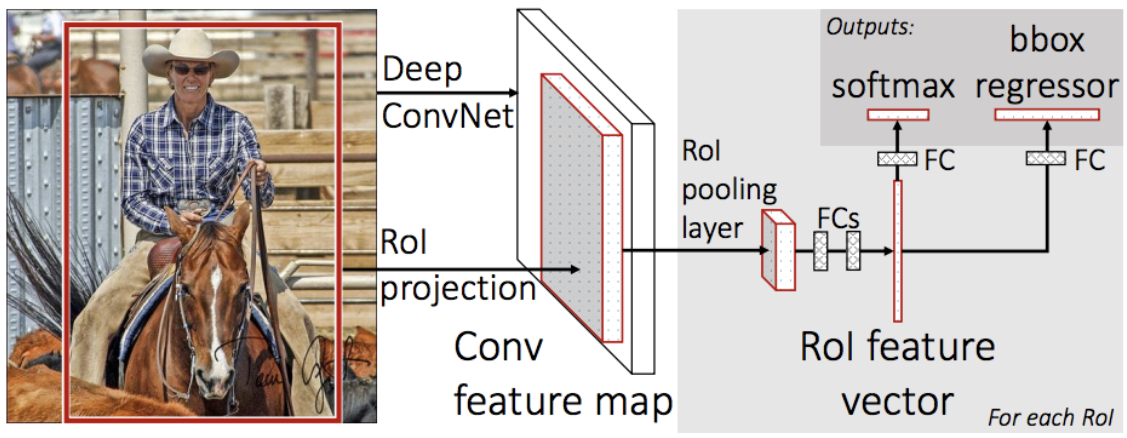 Deep
ConvNet
RoI
projection
Conv
feature map
RoI
pooling
layer
FCs
RoI feature
vector
For each RoI
Outputs:
softmax
bbox
regressor
FC
FC